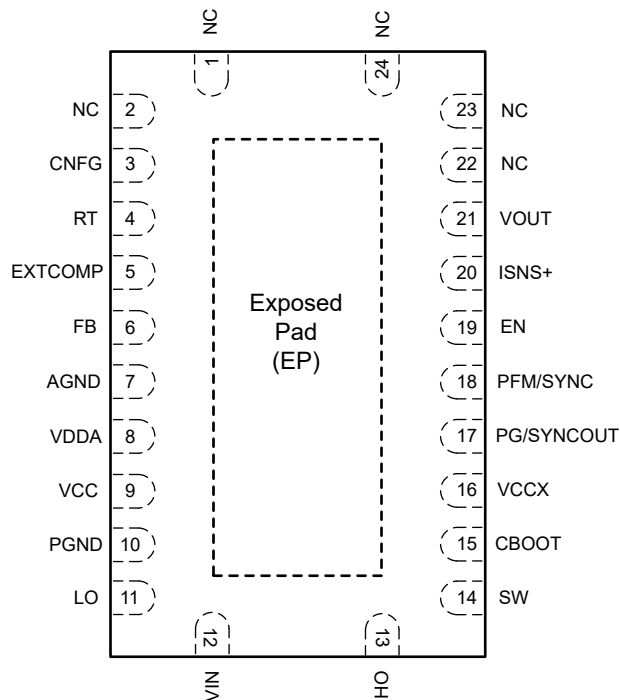 NC
NC
1
24
NC 2
23 NC
CNFG 3
22 NC
RT 4
21 VOUT
EXTCOMP 5
20 ISNS+
FB 6
19 EN
AGND 7
18 PFM/SYNC
VDDA 8
17 PG/SYNCOUT
VCC 9
16 VCCX
PGND 10
15 CBOOT
LO 11
14 SW
Exposed
Pad
(EP)
12
13
VIN
HO